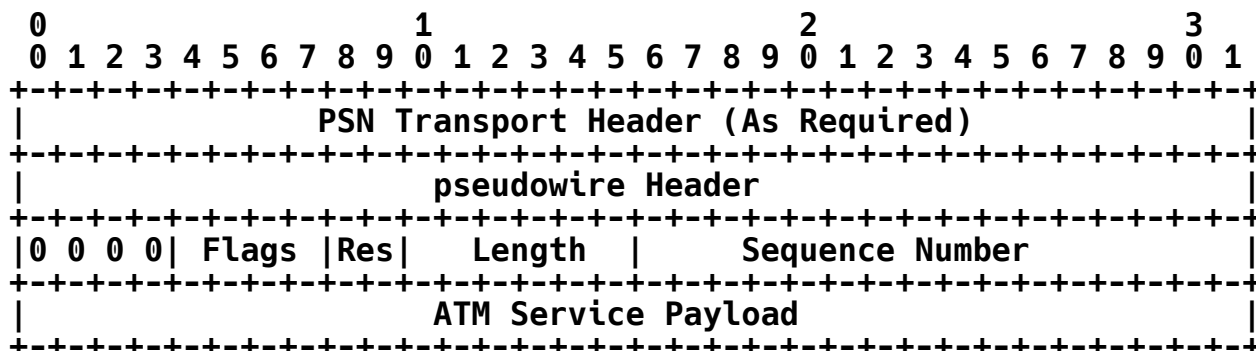 0                   1                   2                   3
 0 1 2 3 4 5 6 7 8 9 0 1 2 3 4 5 6 7 8 9 0 1 2 3 4 5 6 7 8 9 0 1
+-+-+-+-+-+-+-+-+-+-+-+-+-+-+-+-+-+-+-+-+-+-+-+-+-+-+-+-+-+-+-+-+
|               PSN Transport Header (As Required)              |
+-+-+-+-+-+-+-+-+-+-+-+-+-+-+-+-+-+-+-+-+-+-+-+-+-+-+-+-+-+-+-+-+
|                     pseudowire Header                         |
+-+-+-+-+-+-+-+-+-+-+-+-+-+-+-+-+-+-+-+-+-+-+-+-+-+-+-+-+-+-+-+-+
|0 0 0 0| Flags |Res|   Length  |     Sequence Number           |
+-+-+-+-+-+-+-+-+-+-+-+-+-+-+-+-+-+-+-+-+-+-+-+-+-+-+-+-+-+-+-+-+
|                     ATM Service Payload                       |
+-+-+-+-+-+-+-+-+-+-+-+-+-+-+-+-+-+-+-+-+-+-+-+-+-+-+-+-+-+-+-+-+